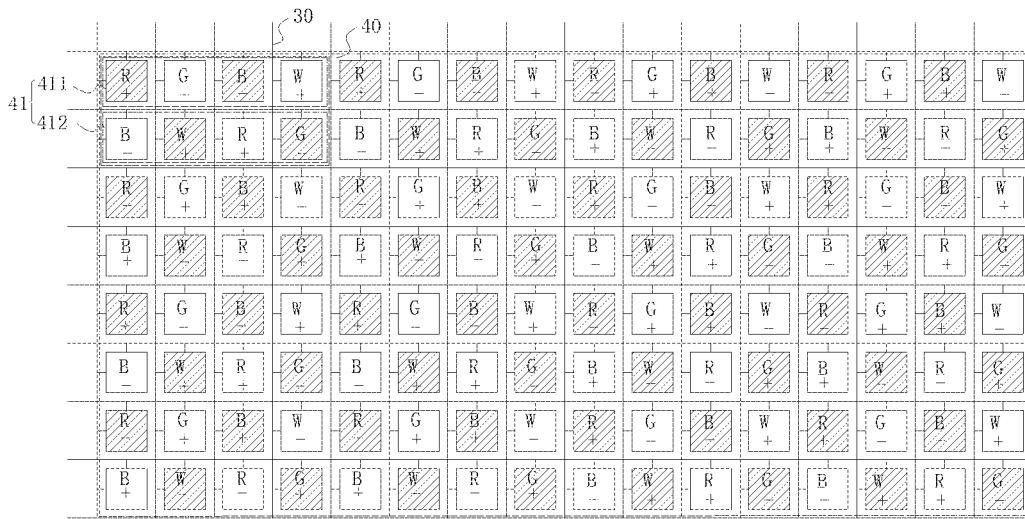 30 40
R G B W R G B W R G B W R G B W
411 + - - + + - - + - + + - - + + -
41
412 B W R G B W R G B W R G B W R G
- + + - - + + - + - - + + - - +
R G B W R G B W R G B W R G B W
- + + - - + + - + - - + + - - +
B W R G B W R G B W R G B W R G
+ - - + + - - + - + + - - + + -
R G B W R G B W R G B W R G B W
+ - - + + - - + - + + - - + + -
B W R G B W R G B W R G B W R G
- + + - - + + - + - - + + - - +
R G B W R G B W R G B W R G B W
- + + - - + + - + - - + + - - +
B W R G B W R G B W R G B W R G
+ - - + + - - + - + + - - + + -